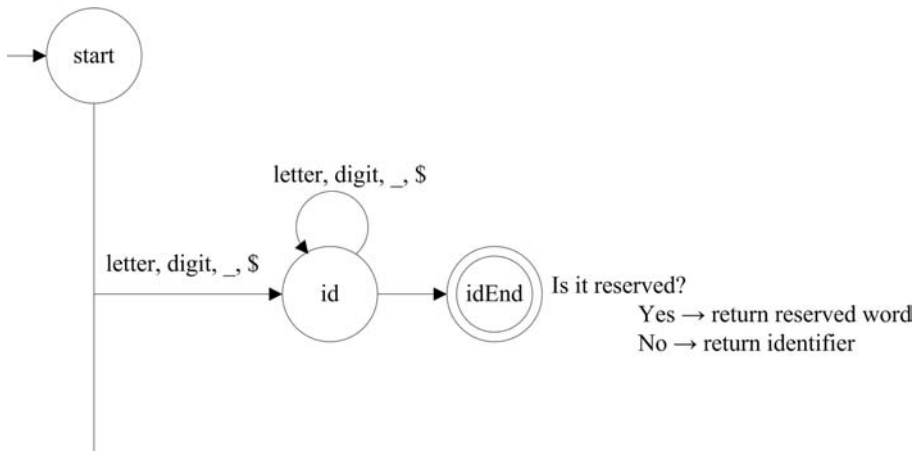 start
letter, digit, _, $
letter, digit, _, $
id
idEnd
Is it reserved?
Yes → return reserved word
No → return identifier